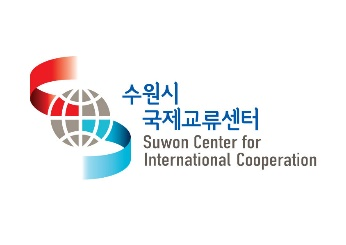 수원시
국제교류센터
Suwon Center for
International Cooperation